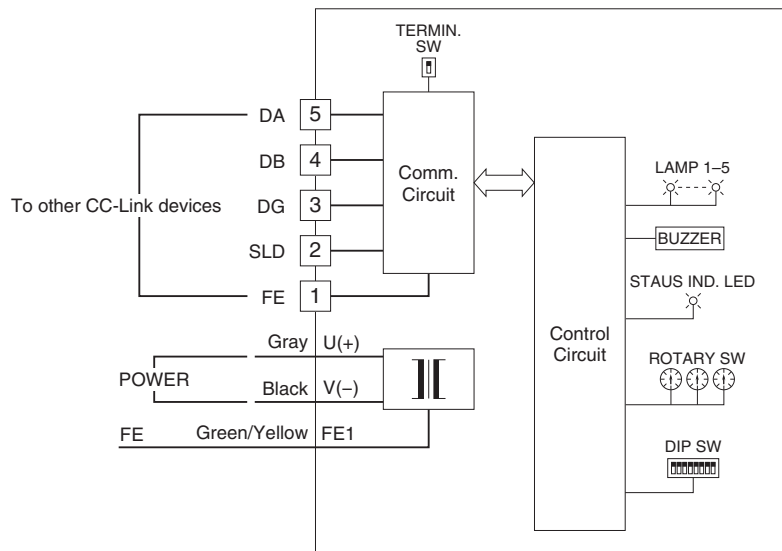 TERMIN.
SW
DA 5
DB 4
DG 3
SLD 2
FE 1
To other CC-Link devices
Comm.
Circuit
Control
Circuit
LAMP 1–5
BUZZER
STAUS IND. LED
ROTARY SW
DIP SW
POWER
Gray U(+)
Black V(−)
FE Green/Yellow FE1